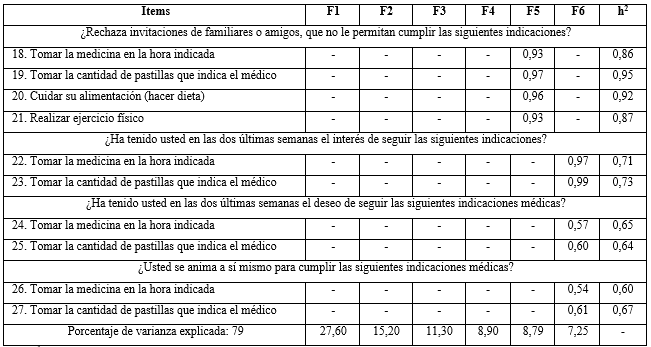 Items F1 F2 F3 F4 F5 F6 h²
¿Rechaza invitaciones de familiares o amigos, que no le permitan cumplir las siguientes indicaciones?
18. Tomar la medicina en la hora indicada - - - - 0,93 - 0,86
19. Tomar la cantidad de pastillas que indica el médico - - - - 0,97 - 0,95
20. Cuidar su alimentación (hacer dieta) - - - - 0,96 - 0,92
21. Realizar ejercicio físico - - - - 0,93 - 0,87
¿Ha tenido usted en las dos últimas semanas el interés de seguir las siguientes indicaciones?
22. Tomar la medicina en la hora indicada - - - - - 0,97 0,71
23. Tomar la cantidad de pastillas que indica el médico - - - - - 0,99 0,73
¿Ha tenido usted en las dos últimas semanas el deseo de seguir las siguientes indicaciones médicas?
24. Tomar la medicina en la hora indicada - - - - - 0,57 0,65
25. Tomar la cantidad de pastillas que indica el médico - - - - - 0,60 0,64
¿Usted se anima a sí mismo para cumplir las siguientes indicaciones médicas?
26. Tomar la medicina en la hora indicada - - - - - 0,54 0,60
27. Tomar la cantidad de pastillas que indica el médico - - - - - 0,61 0,67
Porcentaje de varianza explicada: 79 27,60 15,20 11,30 8,90 8,79 7,25 -